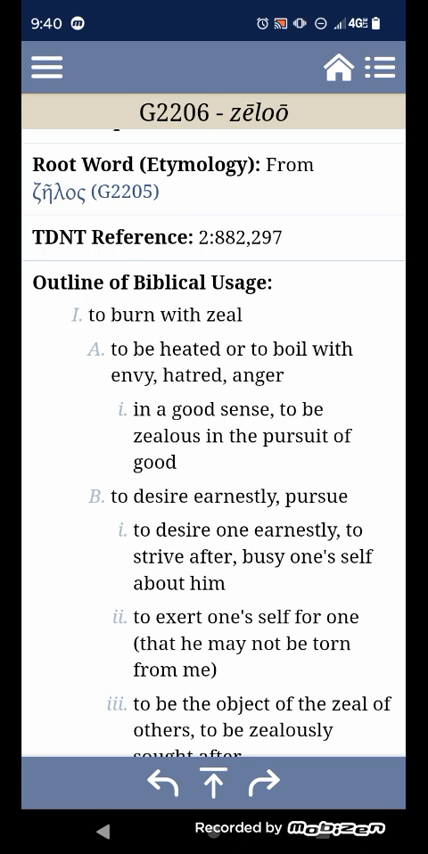 9:40
4G
G2206 - zēloō
Root Word (Etymology): From
ζῆλος (G2205)
TDNT Reference: 2:882,297
Outline of Biblical Usage:
I. to burn with zeal
A. to be heated or to boil with
envy, hatred, anger
i. in a good sense, to be
zealous in the pursuit of
good
B. to desire earnestly, pursue
i. to desire one earnestly, to
strive after, busy one's self
about him
ii. to exert one's self for one
(that he may not be torn
from me)
iii. to be the object of the zeal of
others, to be zealously
sought after
Recorded by Mobizen